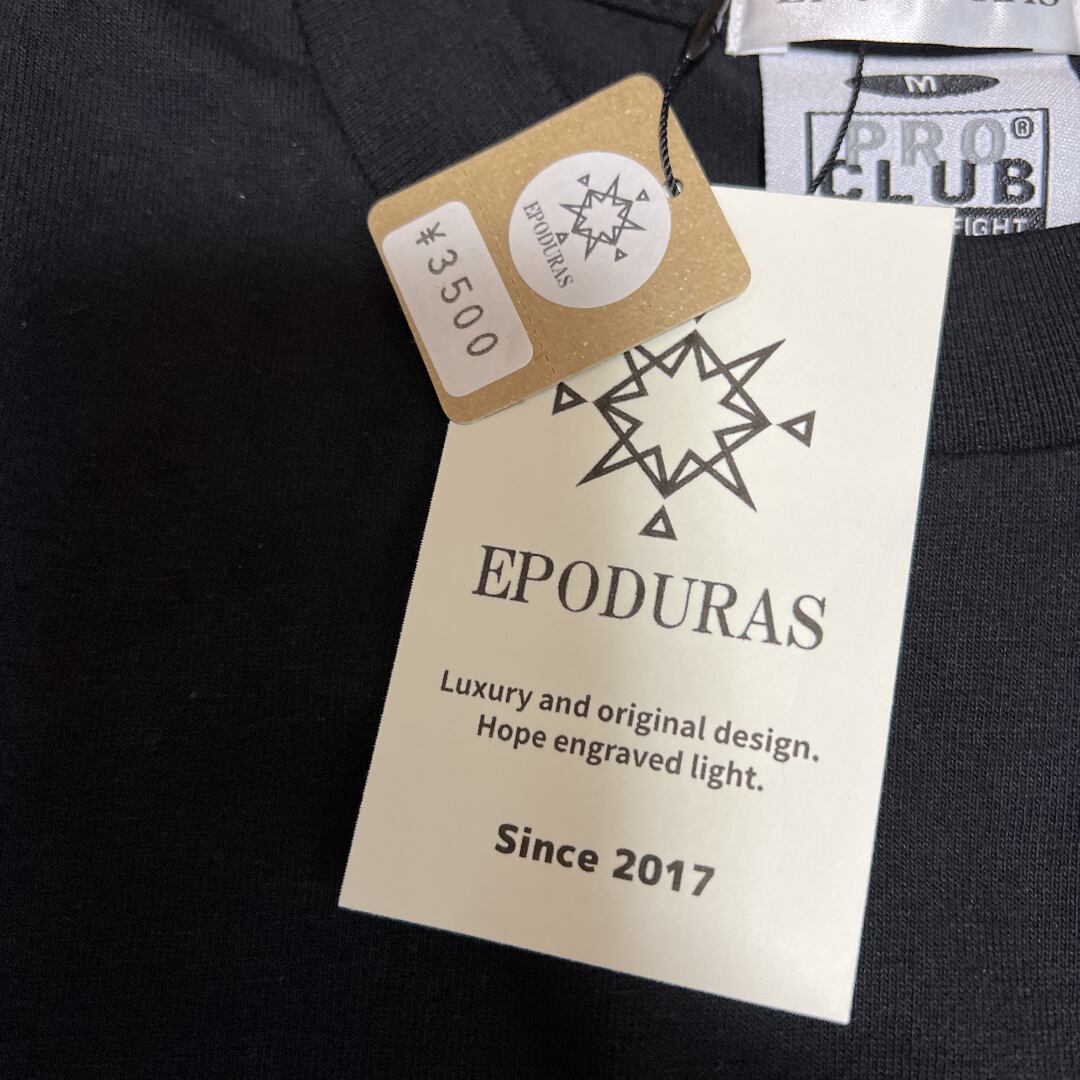 M
PRO®
CLUB
EPODURAS
¥3500
EPODURAS
Luxury and original design.
Hope engraved light.
Since 2017